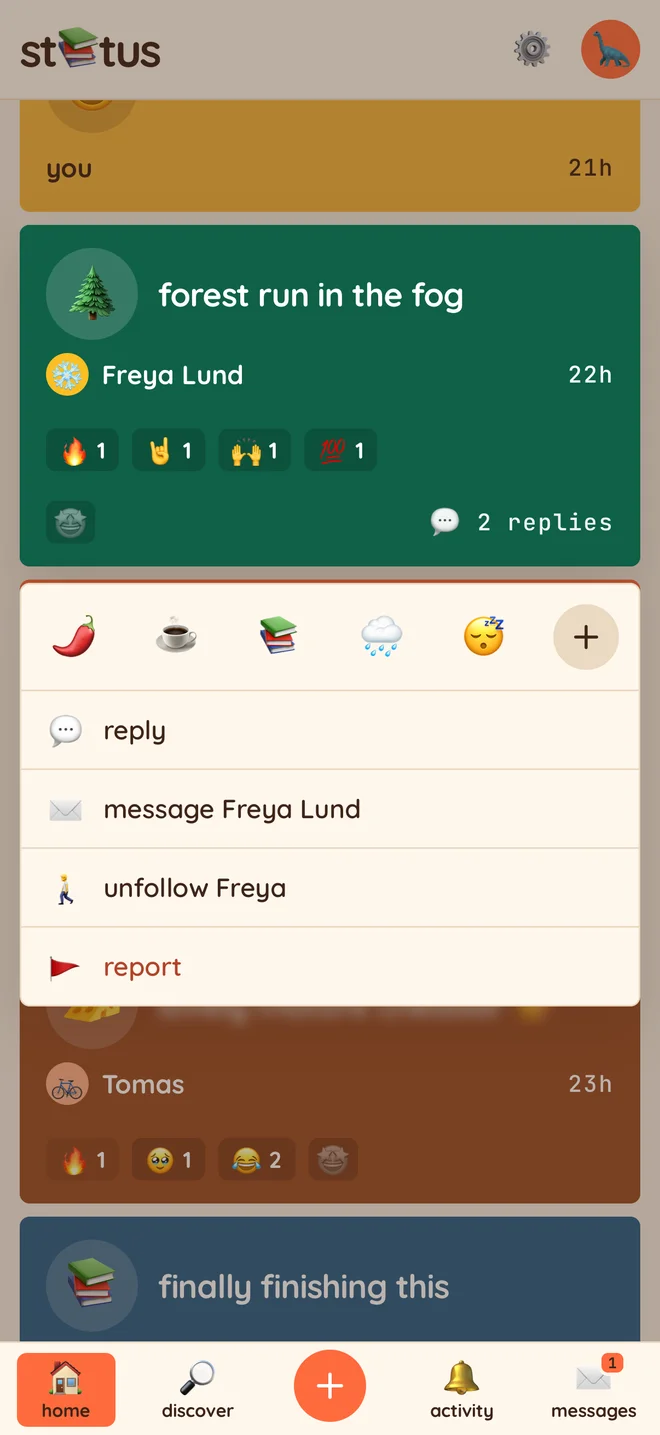 st📚tus
you 21h
forest run in the fog
Freya Lund 22h
🔥 1 🤘 1 🙌 1 💯 1
💬 2 replies
reply
message Freya Lund
unfollow Freya
report
Tomas 23h
🔥 1 🥹 1 😂 2
finally finishing this
1
home discover activity messages